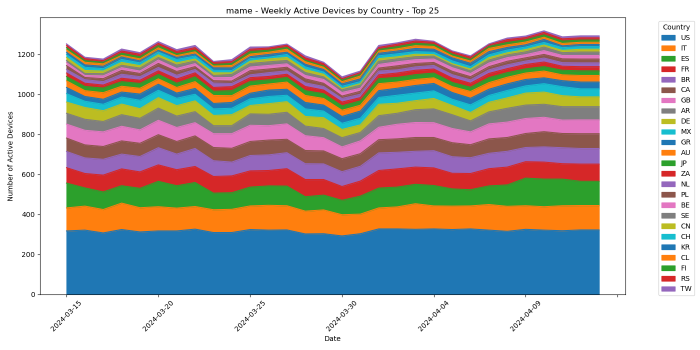 mame - Weekly Active Devices by Country - Top 25
Number of Active Devices
1200
1000
800
600
400
200
0
2024-03-15
2024-03-20
2024-03-25
2024-03-30
2024-04-04
2024-04-09
Date
Country
US
IT
ES
FR
BR
CA
GB
AR
DE
MX
GR
AU
JP
ZA
NL
PL
BE
SE
CN
CH
KR
CL
FI
RS
TW